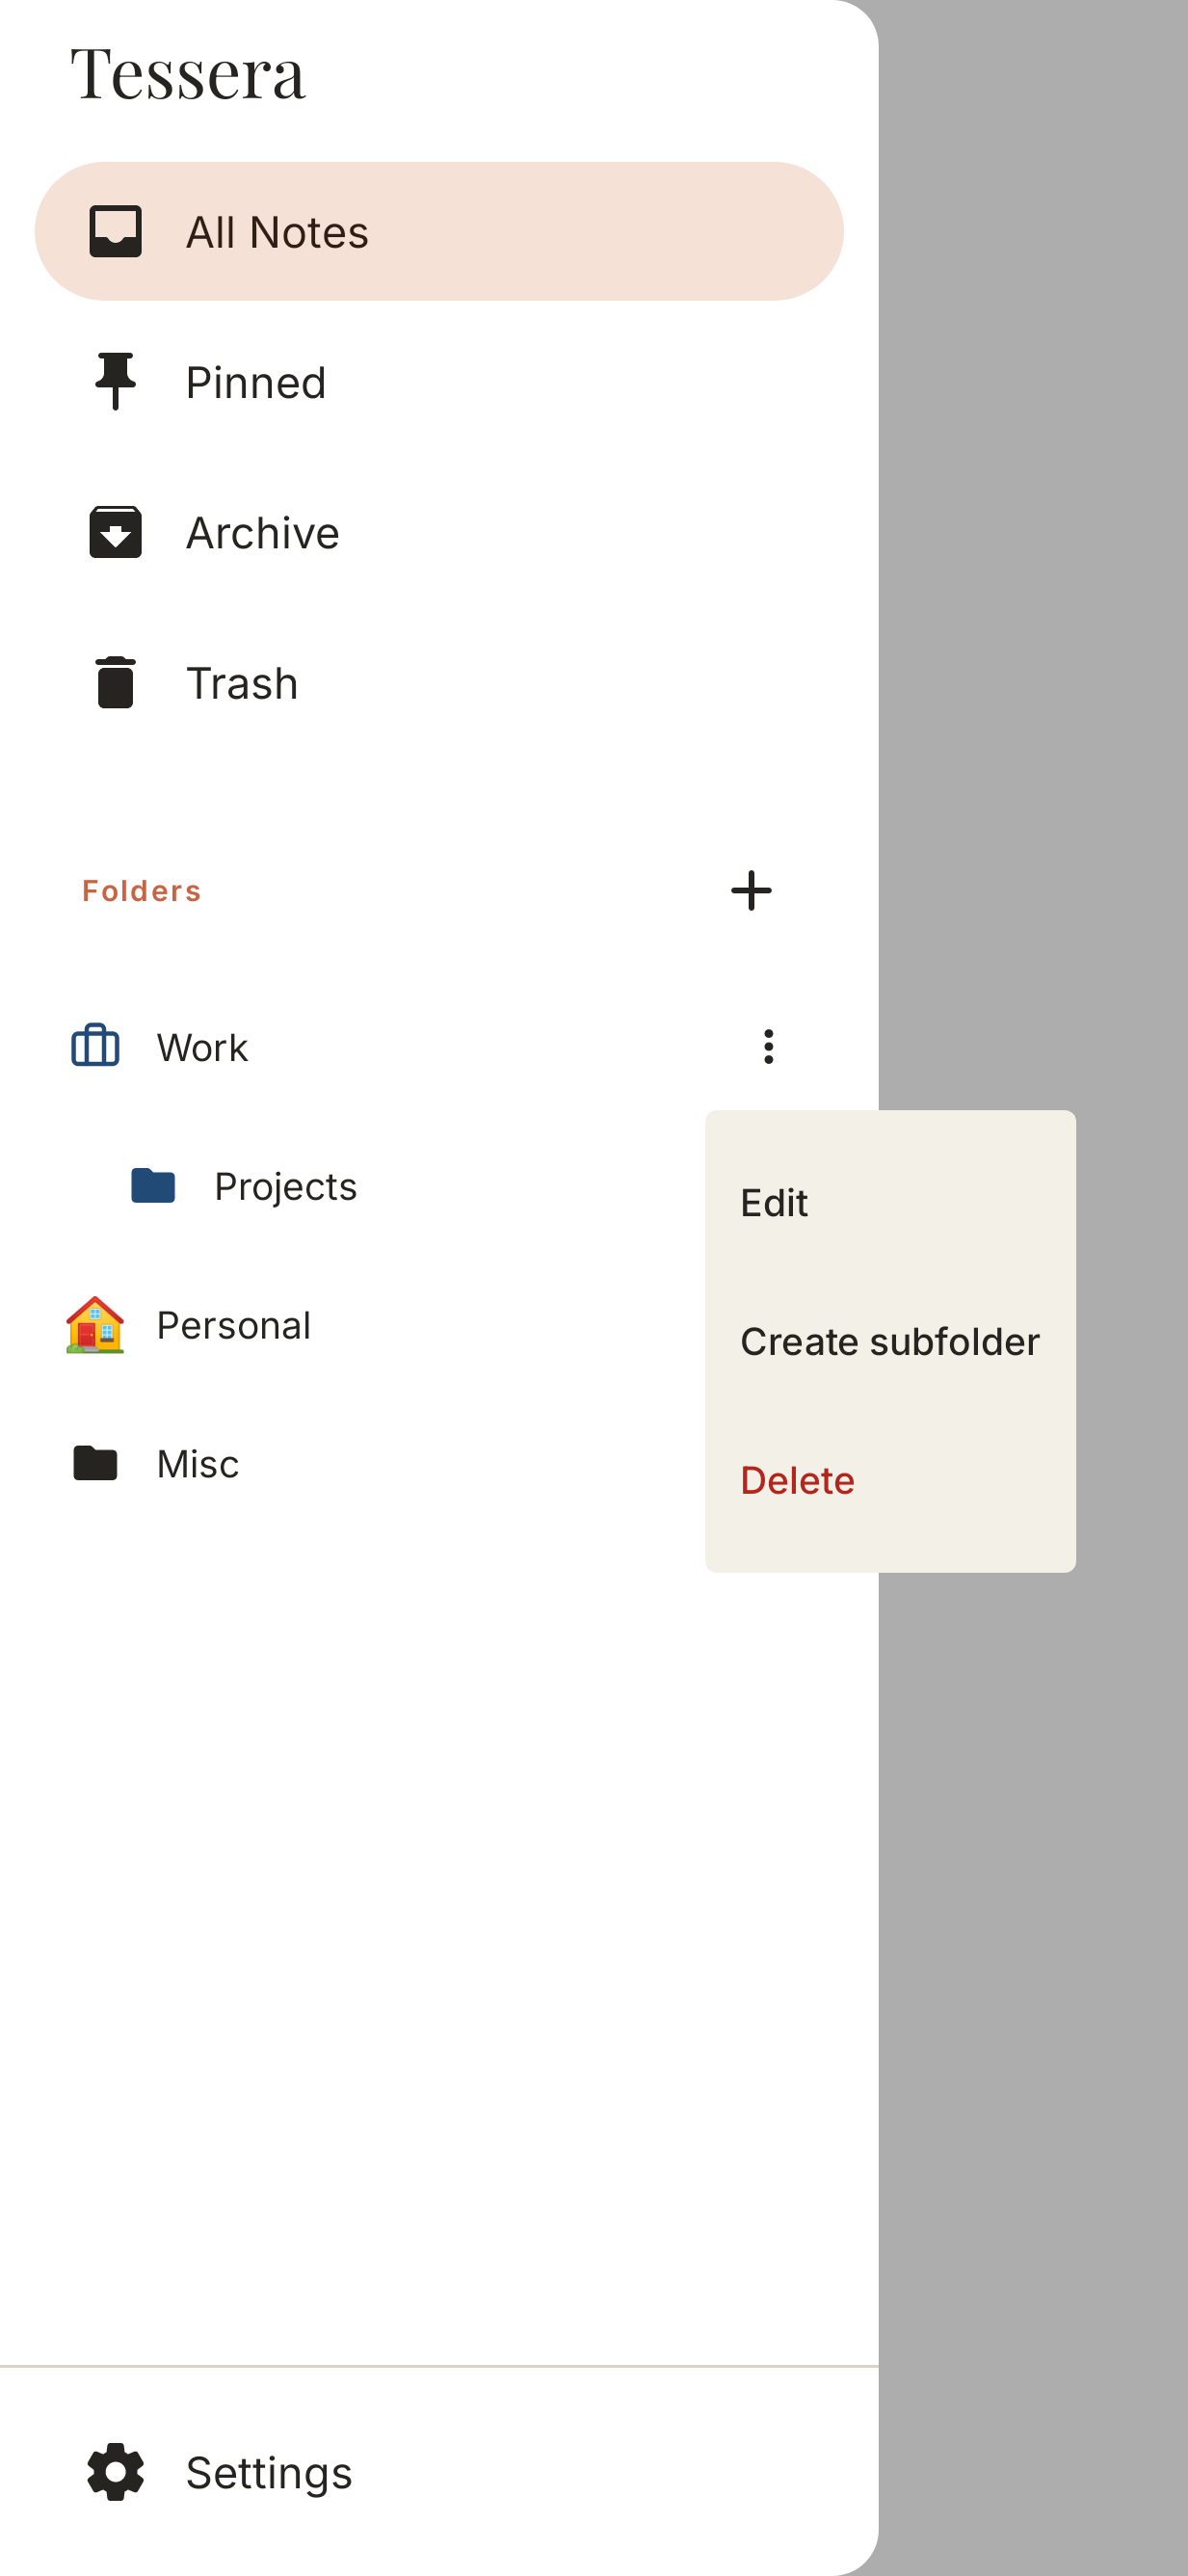 Tessera
All Notes
Pinned
Archive
Trash
Folders
Work
Projects
Edit
Personal
Create subfolder
Misc
Delete
Settings